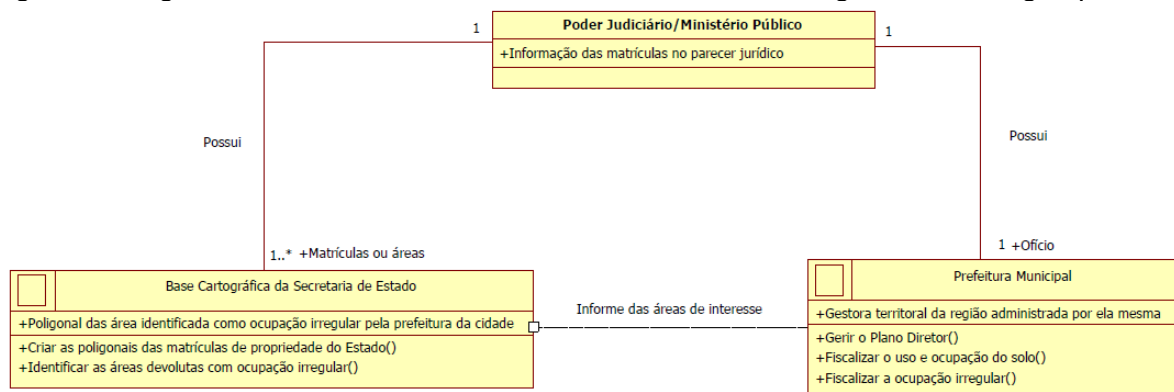 1
Poder Judiciário/Ministério Público
1
+Informação das matrículas no parecer jurídico
Possui
Possui
1..* +Matrículas ou áreas
1 +Ofício
Base Cartográfica da Secretaria de Estado
+Poligonal das área identificada como ocupação irregular pela prefeitura da cidade
+Criar as poligonais das matrículas de propriedade do Estado()
+Identificar as áreas devolutas com ocupação irregular()
Informe das áreas de interesse
Prefeitura Municipal
+Gestora territoral da região administrada por ela mesma
+Gerir o Plano Diretor()
+Fiscalizar o uso e ocupação do solo()
+Fiscalizar a ocupação irregular()